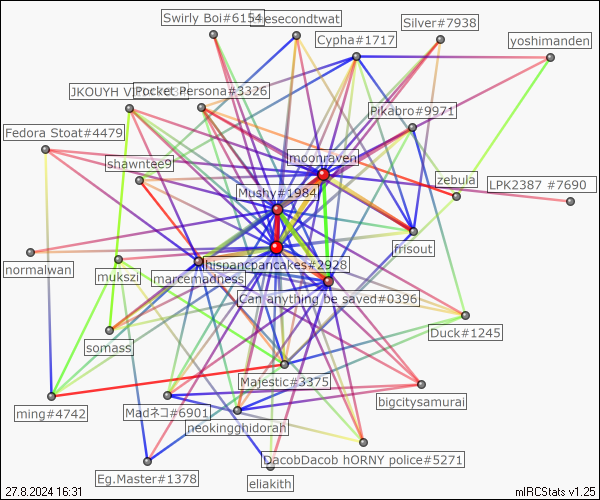 Swirly Boi#6154
hesecondtwat
Silver#7938
Cypha#1717
yoshimanden
JKOUYH V
Pocket Persona#3326
Pikabro#9971
Fedora Stoat#4479
shawntee9
moonraven
zebula
LPK2387 #7690
Mushy#1984
frisout
normalwan
mukszi
hispancpancakes#2928
marcemadness
Can anything be saved#0396
somass
Duck#1245
Majestic#3375
ming#4742
Madネコ#6901
bigcitysamurai
neokingghidorah
DacobDacob hORNY police#5271
Eg.Master#1378
eliakith
27.8.2024 16:31
mIRCStats v1.25